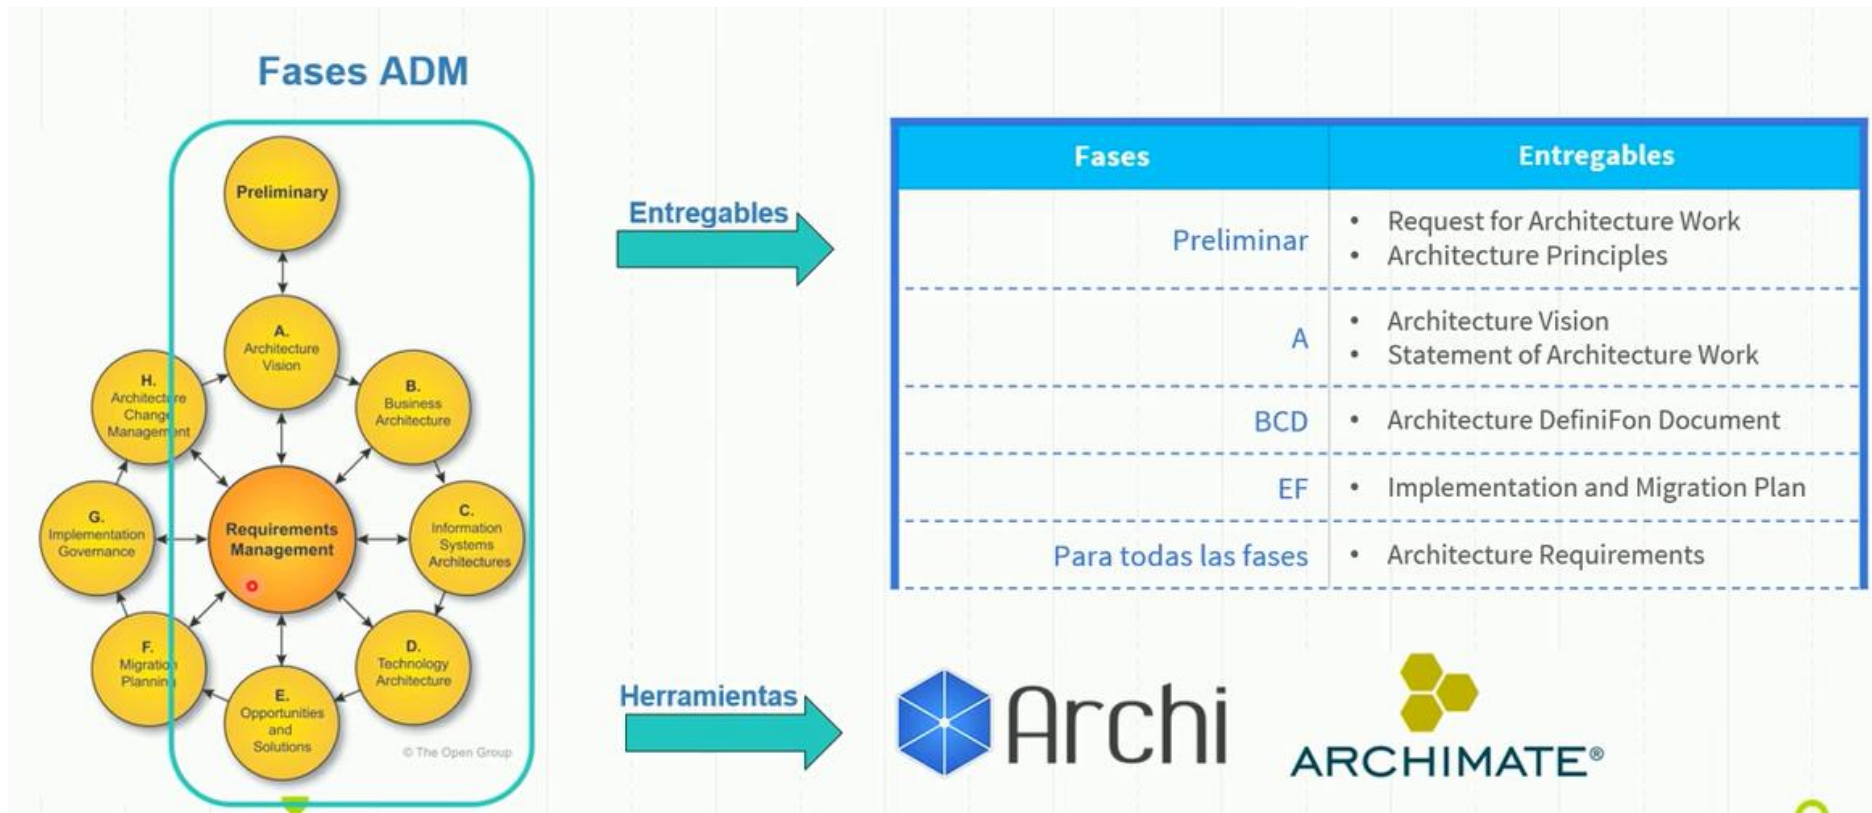 Fases ADM
Preliminary
A.
Architecture
Vision
B.
Business
Architecture
C.
Information
Systems
Architectures
D.
Technology
Architecture
E.
Opportunities
and
Solutions
F.
Migration
Planning
G.
Implementation
Governance
H.
Architecture
Change
Management
Requirements
Management
© The Open Group
Entregables
Herramientas
Fases Entregables
Preliminar
• Request for Architecture Work
• Architecture Principles
A
• Architecture Vision
• Statement of Architecture Work
BCD • Architecture DefiniFon Document
EF • Implementation and Migration Plan
Para todas las fases • Architecture Requirements
Archi
ARCHIMATE®